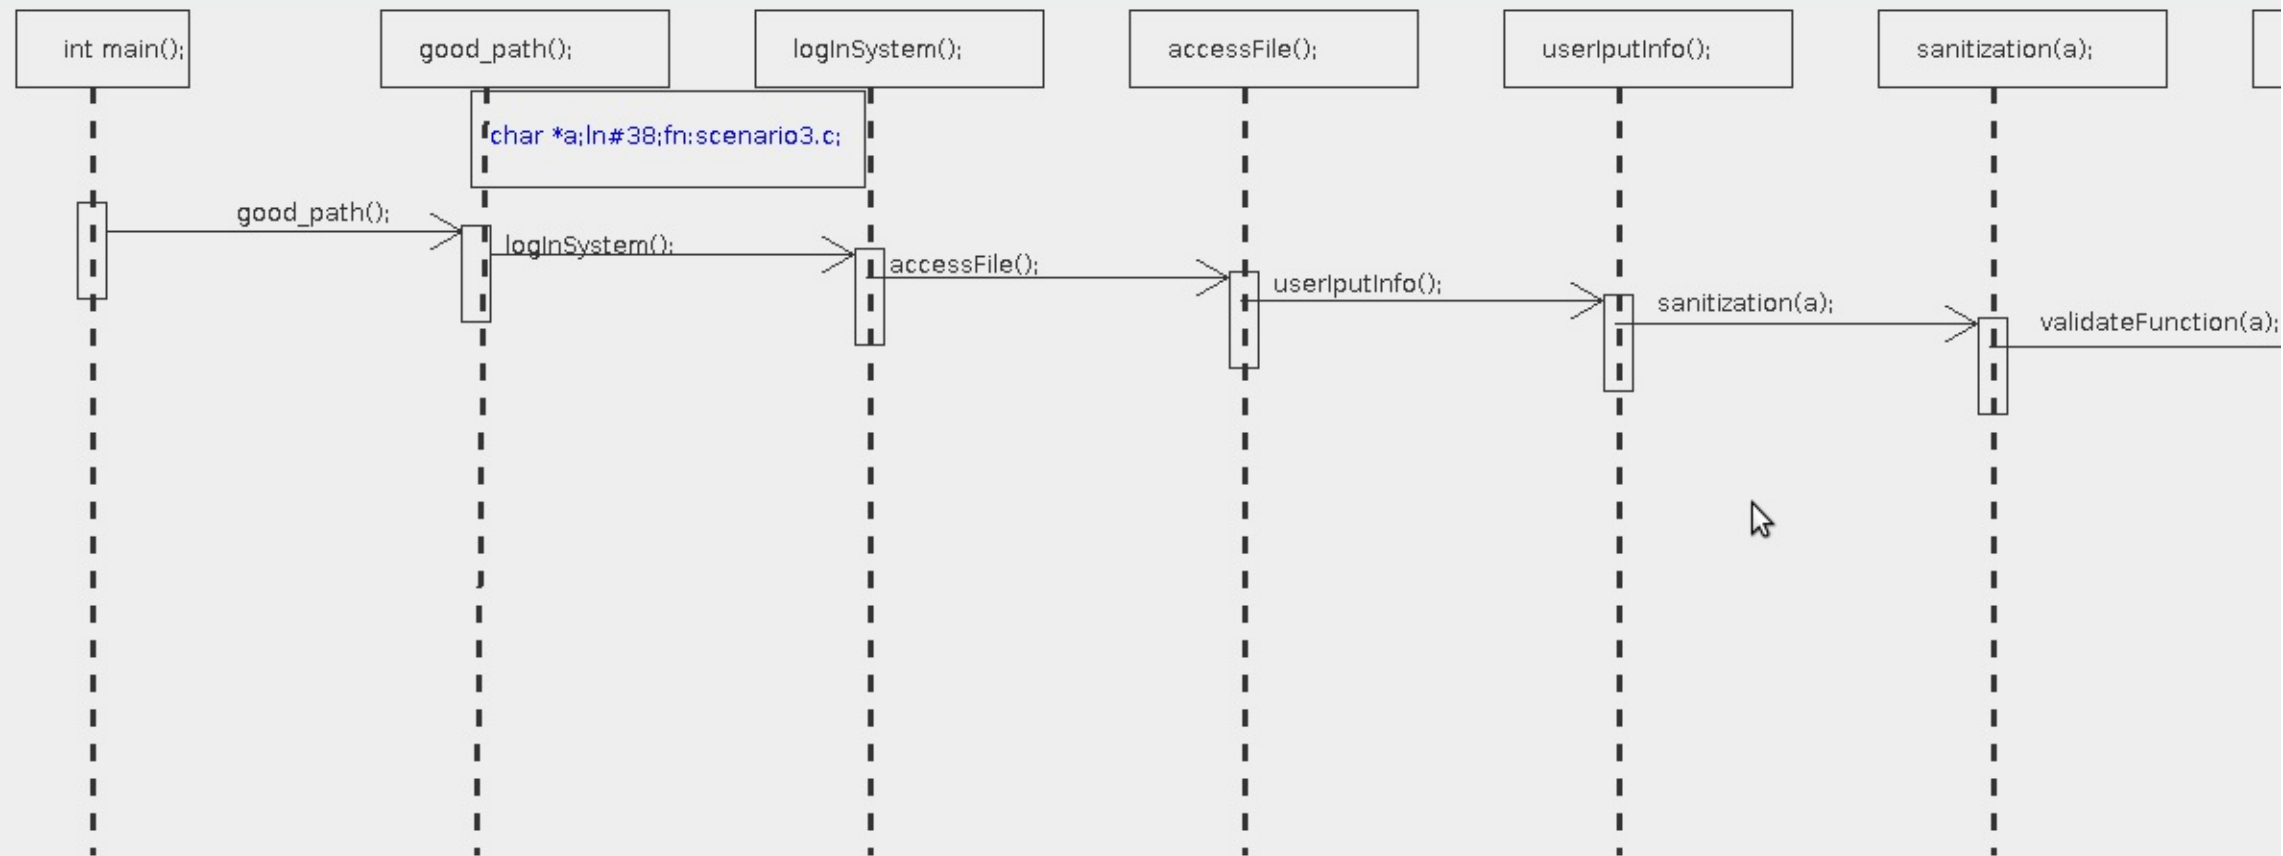 int main();
good_path();
logInSystem();
accessFile();
userIputInfo();
sanitization(a);
char *a;ln#38;fn:scenario3.c;
good_path();
logInSystem();
accessFile();
userIputInfo();
sanitization(a);
validateFunction(a);